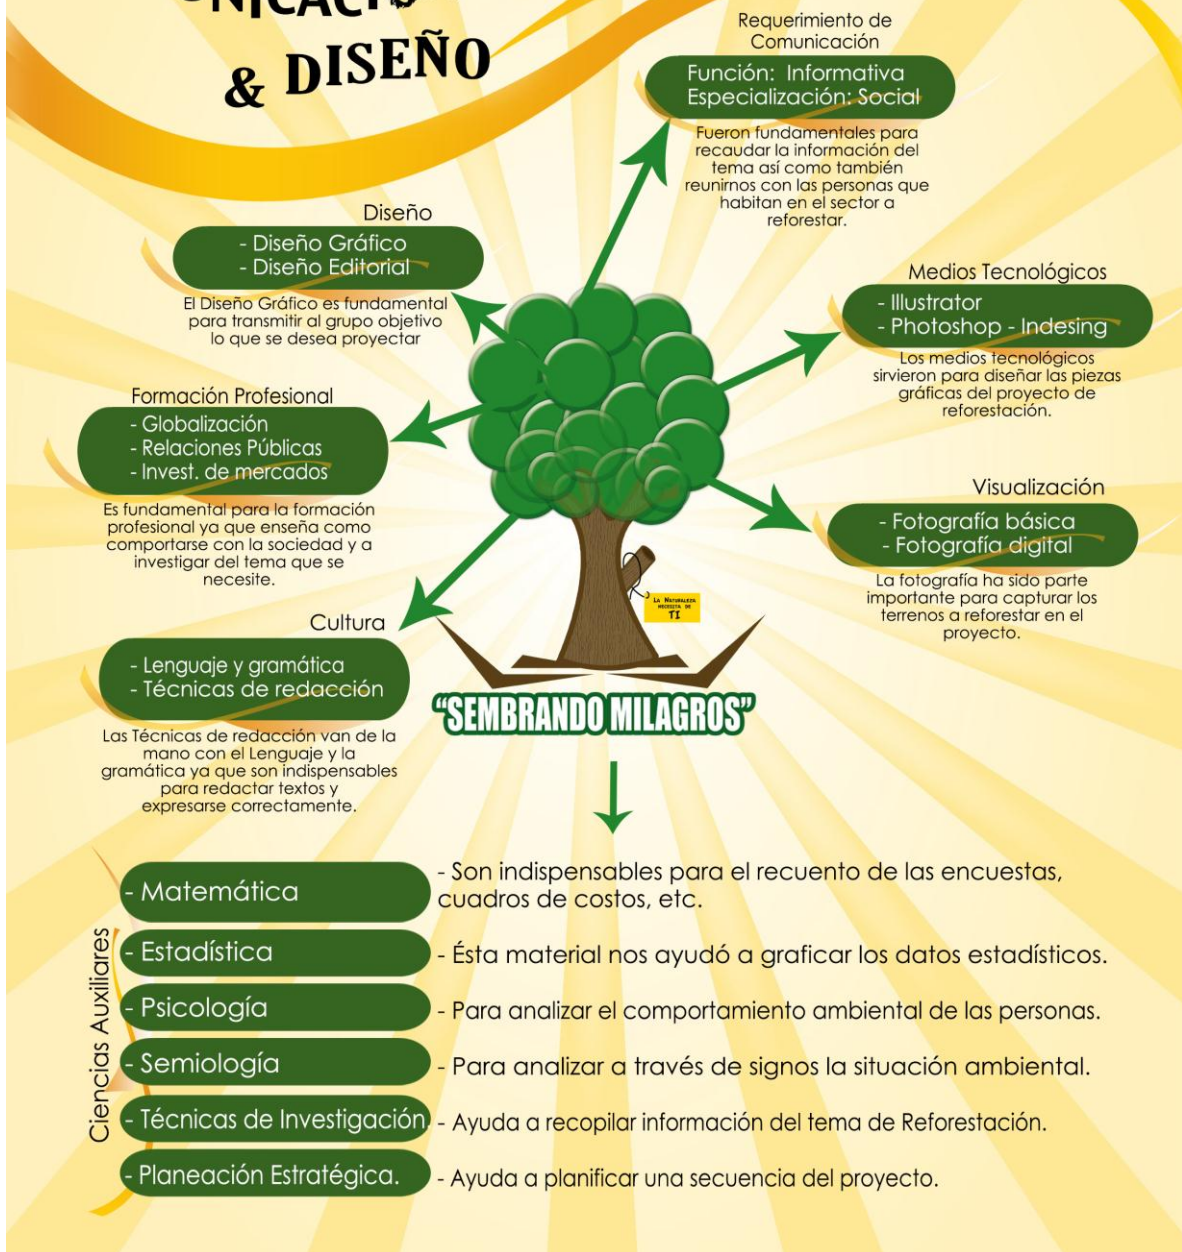 & DISEÑO
Requerimiento de
Comunicación
Función: Informativa
Especialización: Social
Fueron fundamentales para
recaudar la información del
tema así como también
reunirnos con las personas que
habitan en el sector a
reforestar.
Diseño
- Diseño Gráfico
- Diseño Editorial
El Diseño Gráfico es fundamental
para transmitir al grupo objetivo
lo que se desea proyectar
Medios Tecnológicos
- Illustrator
- Photoshop - Indesing
Los medios tecnológicos
sirvieron para diseñar las piezas
gráficas del proyecto de
reforestación.
Formación Profesional
- Globalización
- Relaciones Públicas
- Invest. de mercados
Es fundamental para la formación
profesional ya que enseña como
comportarse con la sociedad y a
investigar del tema que se
necesite.
Visualización
- Fotografía básica
- Fotografía digital
La fotografía ha sido parte
importante para capturar los
terrenos a reforestar en el
proyecto.
Cultura
- Lenguaje y gramática
- Técnicas de redacción
Las Técnicas de redacción van de la
mano con el Lenguaje y la
gramática ya que son indispensables
para redactar textos y
expresarse correctamente.
La Naturaleza
necesita de
TI
"SEMBRANDO MILAGROS"
Ciencias Auxiliares
- Matemática
- Son indispensables para el recuento de las encuestas,
cuadros de costos, etc.
- Estadística
- Ésta material nos ayudó a graficar los datos estadísticos.
- Psicología
- Para analizar el comportamiento ambiental de las personas.
- Semiología
- Para analizar a través de signos la situación ambiental.
- Técnicas de Investigación.
- Ayuda a recopilar información del tema de Reforestación.
- Planeación Estratégica.
- Ayuda a planificar una secuencia del proyecto.